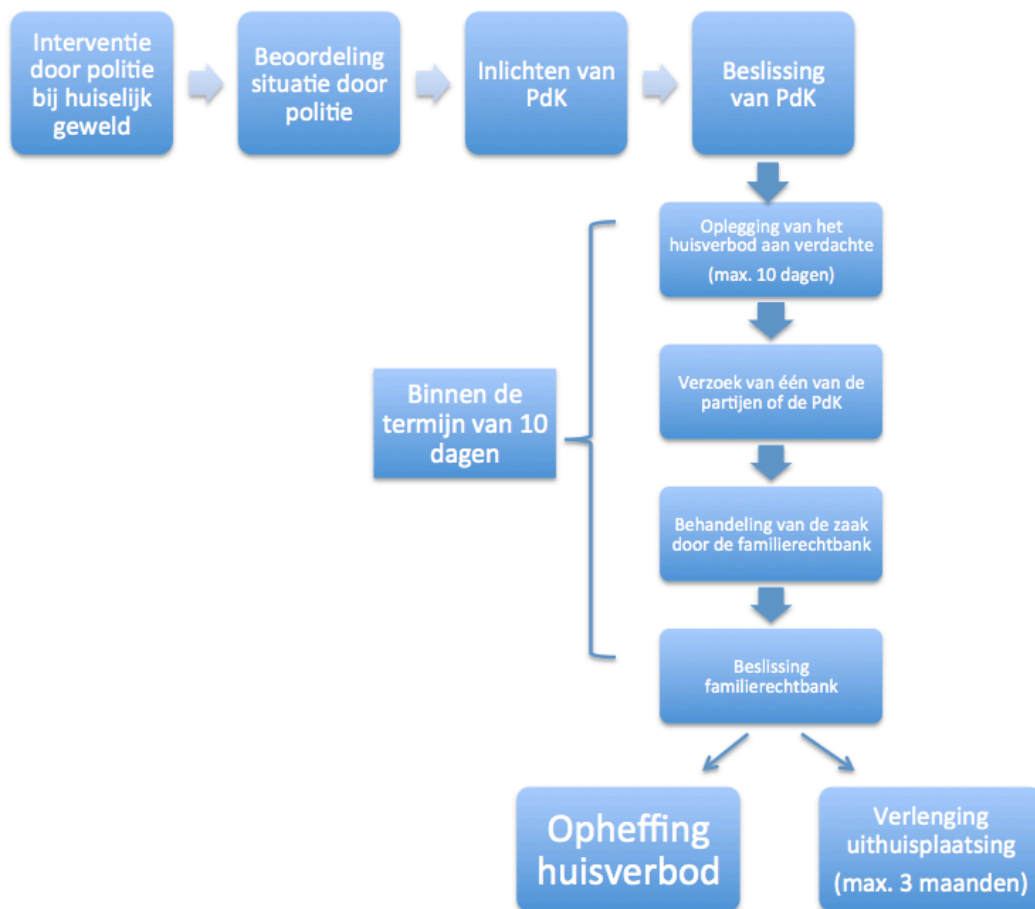 Interventie
door politie
bij huiselijk
geweld
Beoordeling
situatie door
politie
Inlichten van
PdK
Beslissing
van PdK
Oplegging van het
huisverbod aan verdachte
(max. 10 dagen)
Verzoek van één van de
partijen of de PdK
Binnen de
termijn van 10
dagen
Behandeling van de zaak
door de familierechtbank
Beslissing
familierechtbank
Opheffing
huisverbod
Verlenging
uithuisplaatsing
(max. 3 maanden)